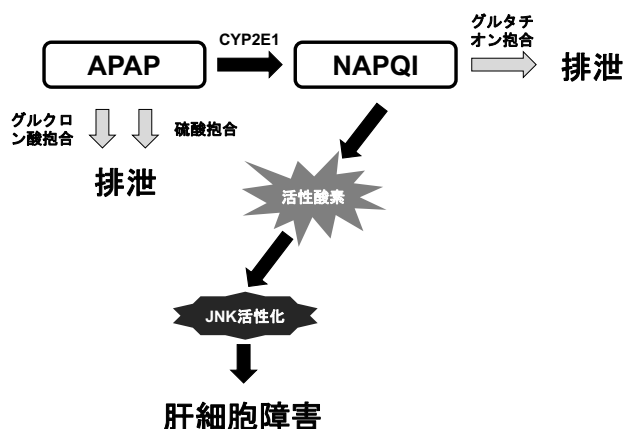 CYP2E1
グルタチ
オン抱合
APAP
NAPQI
排泄
グルクロ
ン酸抱合
硫酸抱合
排泄
活性酸素
JNK活性化
肝細胞障害